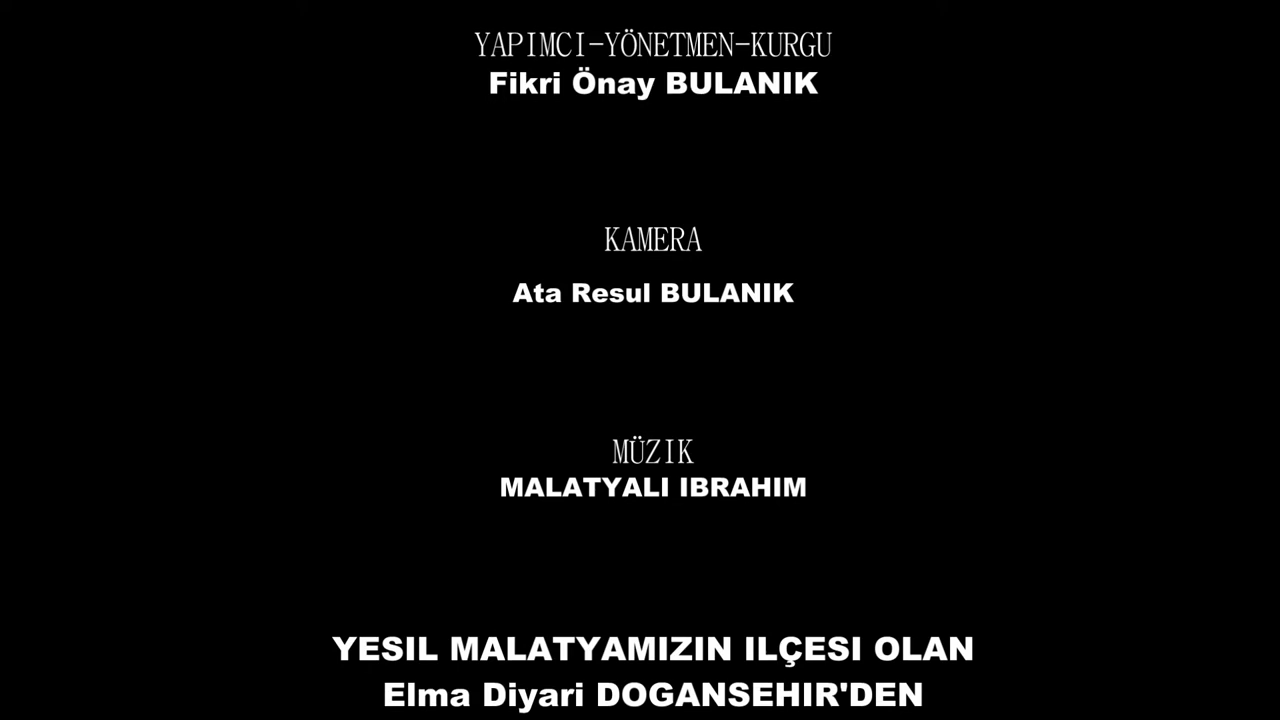 YAPIMCI-YÖNETMEN-KURGU
Fikri Önay BULANIK
KAMERA
Ata Resul BULANIK
MÜZIK
MALATYALI IBRAHIM
YESIL MALATYAMIZIN ILÇESI OLAN
Elma Diyari DOGANSEHIR'DEN